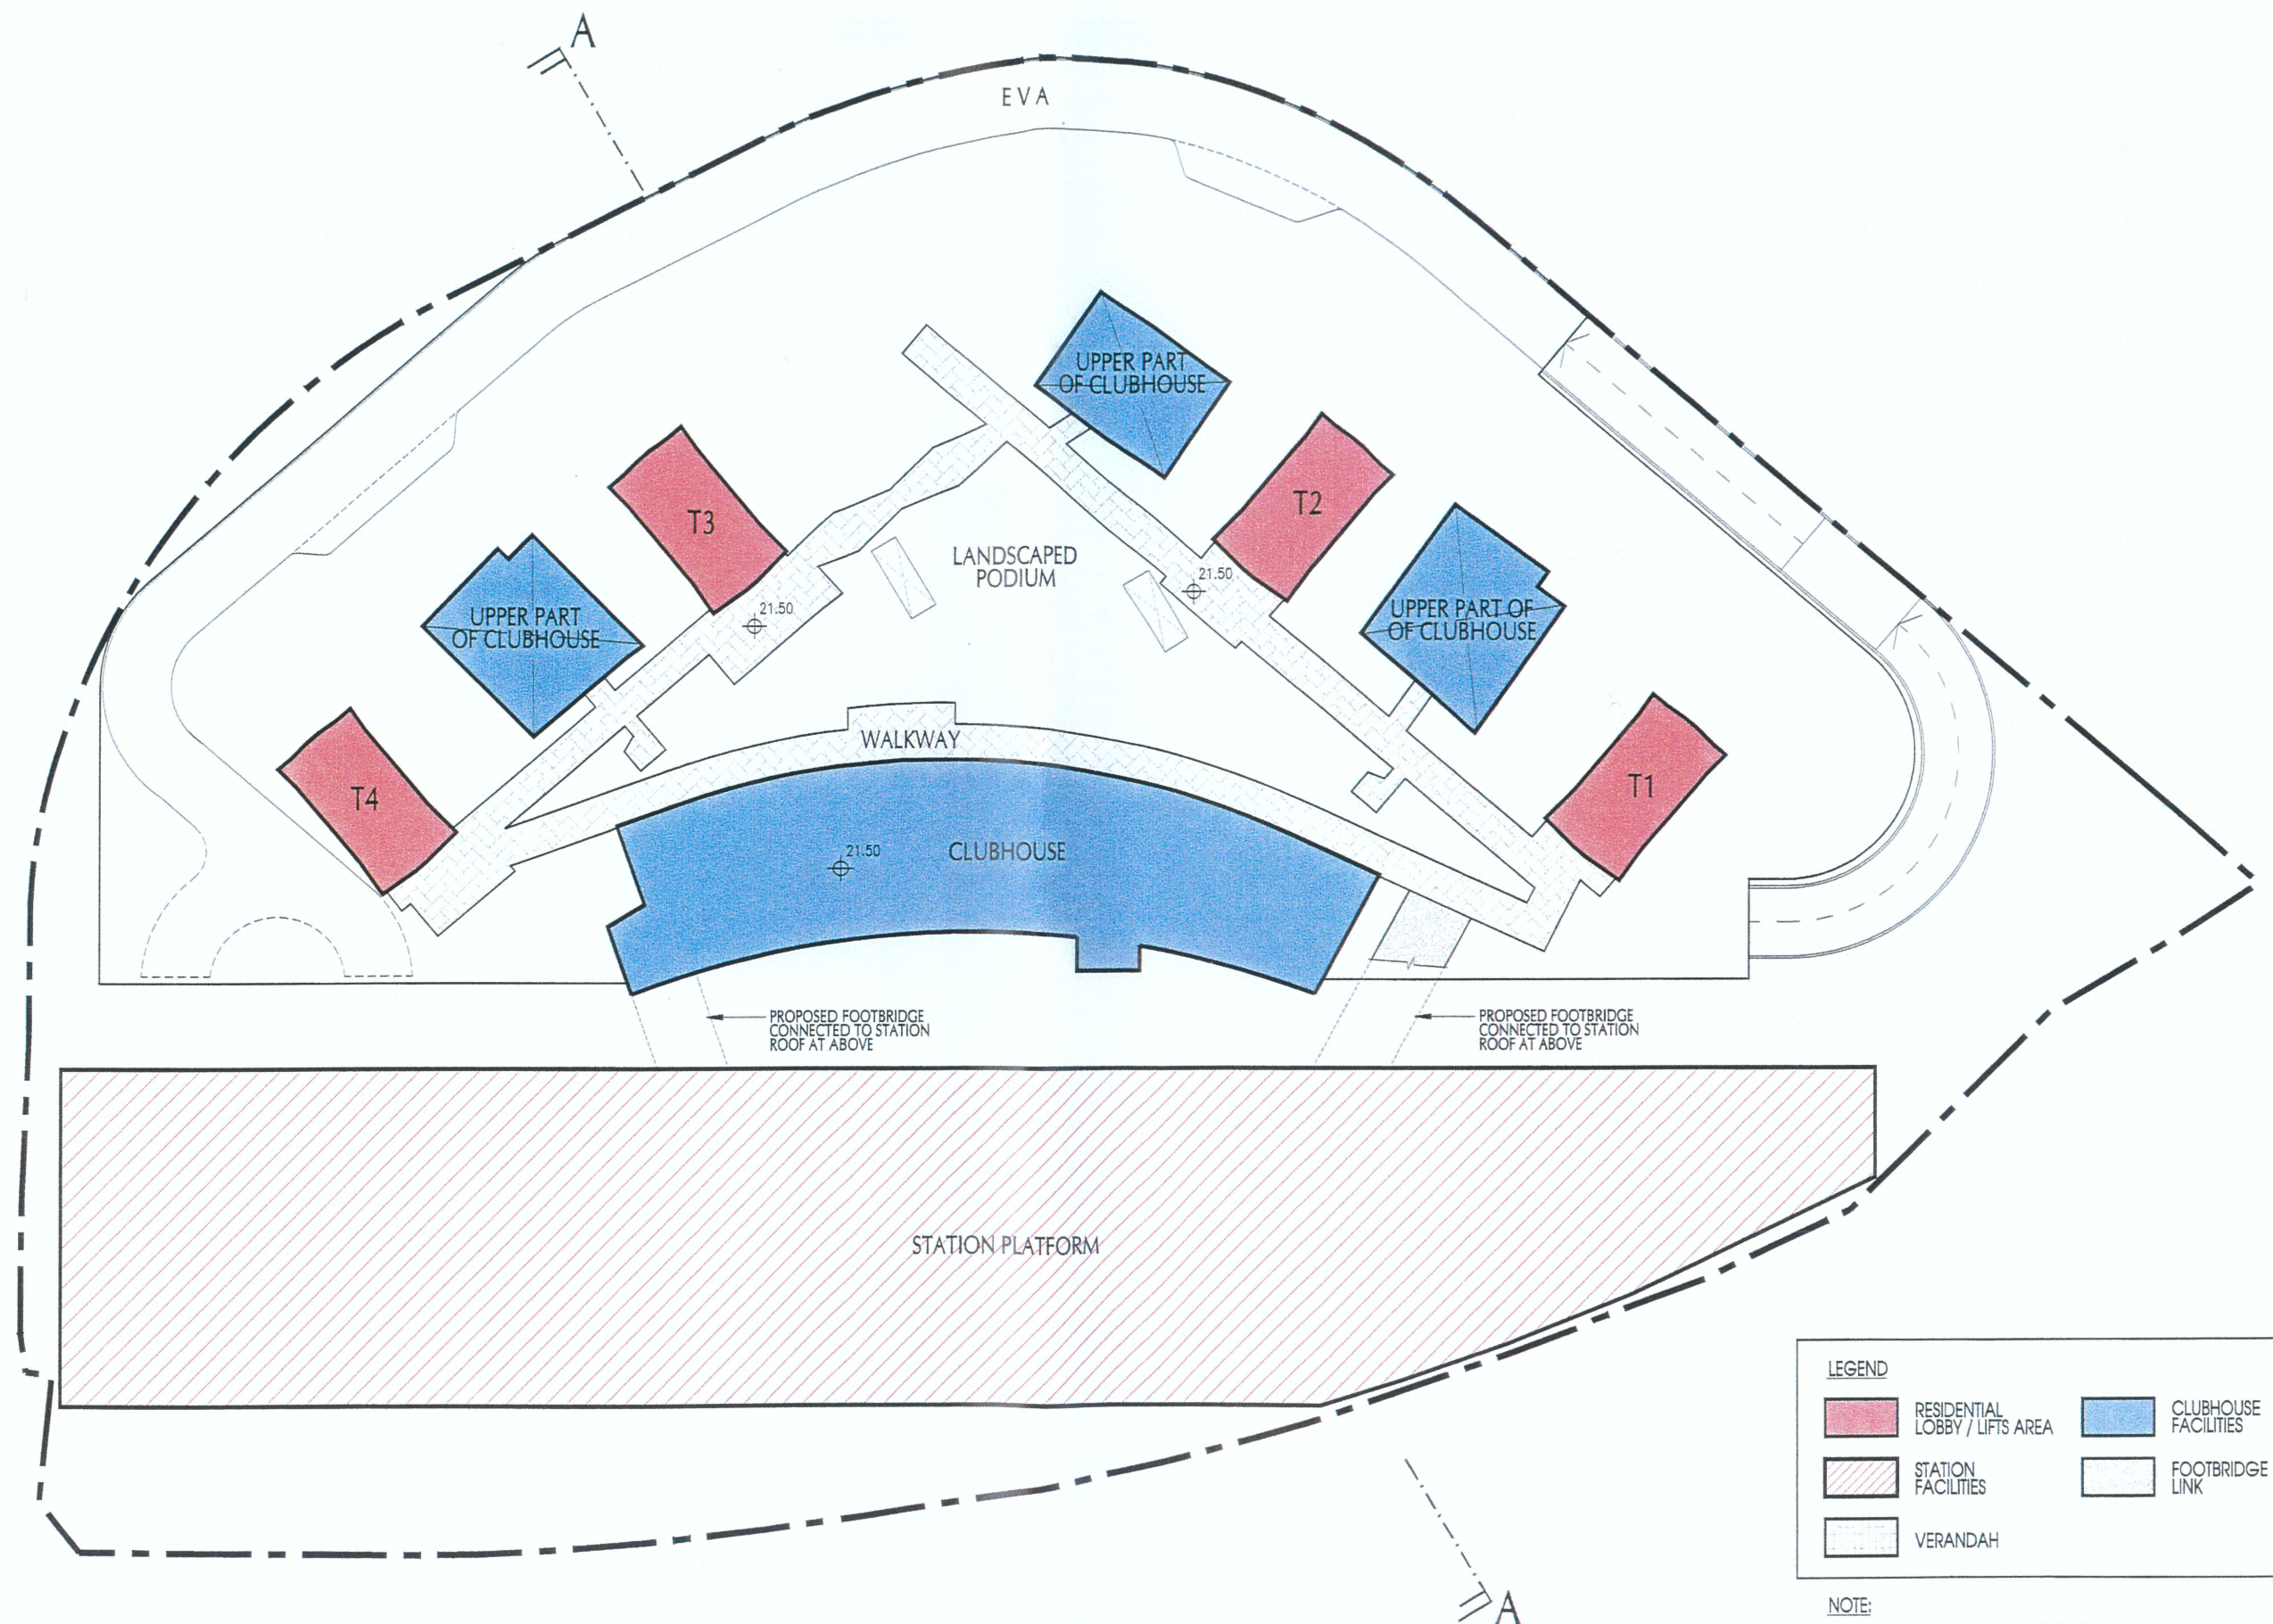 A
EVA
UPPER PART
OF CLUBHOUSE
T2
T3
LANDSCAPED
PODIUM
21.50
21.50
UPPER PART OF
OF CLUBHOUSE
UPPER PART
OF CLUBHOUSE
WALKWAY
T1
T4
21.50
CLUBHOUSE
PROPOSED FOOTBRIDGE
CONNECTED TO STATION
ROOF AT ABOVE
PROPOSED FOOTBRIDGE
CONNECTED TO STATION
ROOF AT ABOVE
STATION PLATFORM
LEGEND
RESIDENTIAL
LOBBY / LIFTS AREA
CLUBHOUSE
FACILITIES
STATION
FACILITIES
FOOTBRIDGE
LINK
VERANDAH
NOTE:
A